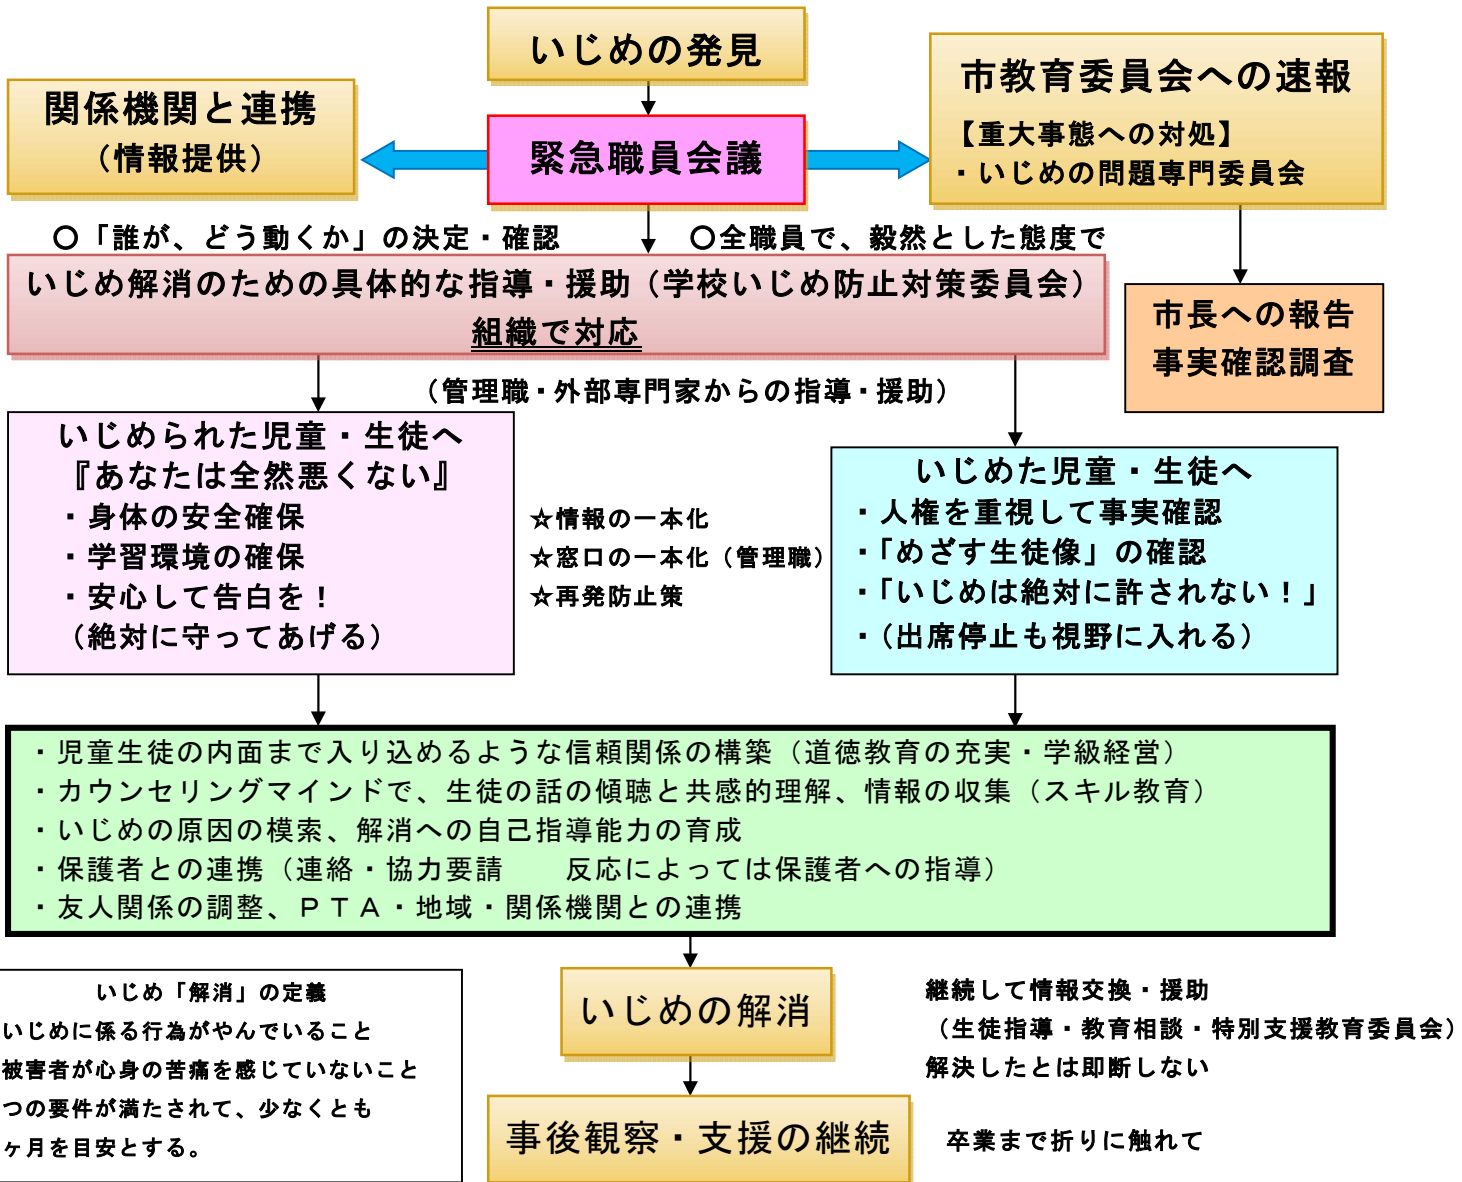 いじめの発見
関係機関と連携
（情報提供）
緊急職員会議
市教育委員会への速報
【重大事態への対処】
・いじめの問題専門委員会
〇「誰が、どう動くか」の決定・確認
〇全職員で、毅然とした態度で
いじめ解消のための具体的な指導・援助（学校いじめ防止対策委員会）
組織で対応
市長への報告
事実確認調査
（管理職・外部専門家からの指導・援助）
いじめられた児童・生徒へ
『あなたは全然悪くない』
・身体の安全確保
・学習環境の確保
・安心して告白を！
（絶対に守ってあげる）
☆情報の一本化
☆窓口の一本化（管理職）
☆再発防止策
いじめた児童・生徒へ
・人権を重視して事実確認
・「めざす生徒像」の確認
・「いじめは絶対に許されない！」
・（出席停止も視野に入れる）
・児童生徒の内面まで入り込めるような信頼関係の構築（道徳教育の充実・学級経営）
・カウンセリングマインドで、生徒の話の傾聴と共感的理解、情報の収集（スキル教育）
・いじめの原因の模索、解消への自己指導能力の育成
・保護者との連携（連絡・協力要請　　反応によっては保護者への指導）
・友人関係の調整、ＰＴＡ・地域・関係機関との連携
いじめ「解消」の定義
いじめに係る行為がやんでいること
被害者が心身の苦痛を感じていないこと
つの要件が満たされて、少なくとも
ヶ月を目安とする。
いじめの解消
継続して情報交換・援助
（生徒指導・教育相談・特別支援教育委員会）
解決したとは即断しない
事後観察・支援の継続
卒業まで折りに触れて